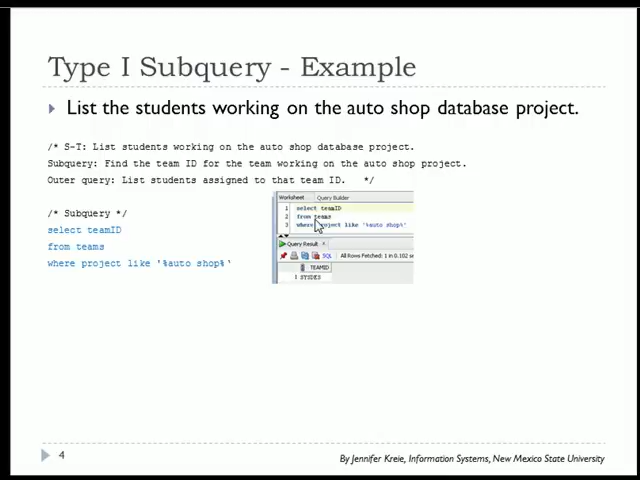 Type I Subquery - Example
List the students working on the auto shop database project.
/* S-T: List students working on the auto shop database project.
Subquery: Find the team ID for the team working on the auto shop project.
Outer query: List students assigned to that team ID.   */
/* Subquery */
select teamID
from teams
where project like '%auto shop%'
Worksheet Query Builder
1 select teamID
2 from teams
3 where project like '%auto shop%'
Query Result x
SQL | All Rows Fetched: 1 in 0.102 s
TEAMID
1 SYSDES
4
By Jennifer Kreie, Information Systems, New Mexico State University